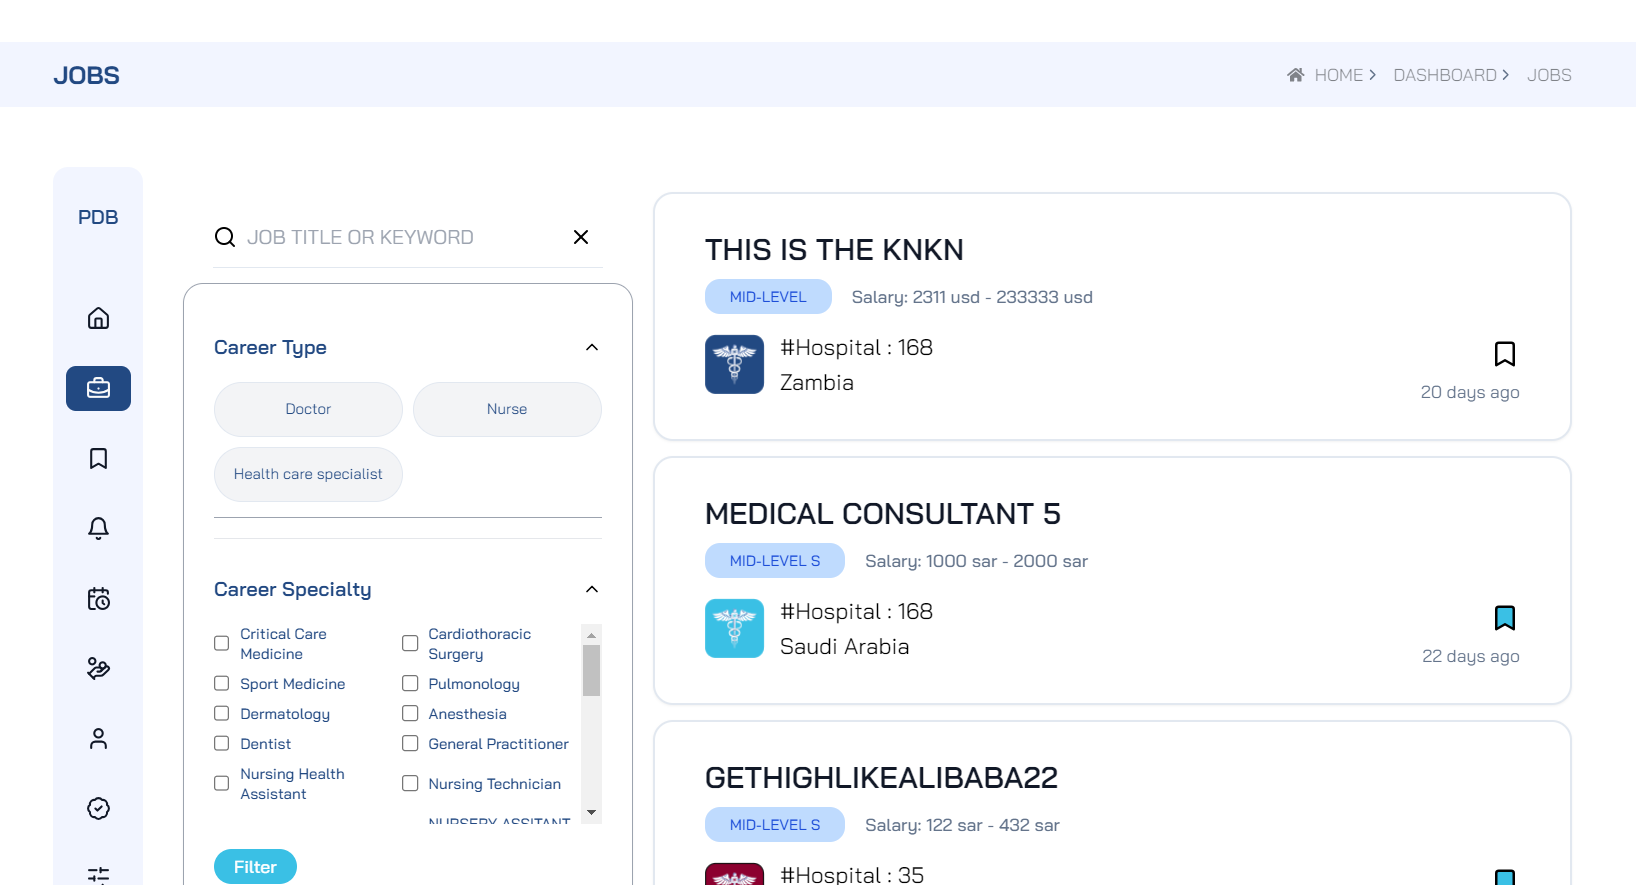 JOBS
HOME
DASHBOARD
JOBS
PDB
JOB TITLE OR KEYWORD
Career Type
Doctor
Nurse
Health care specialist
Career Specialty
Critical Care
Medicine
Cardiothoracic
Surgery
Sport Medicine
Pulmonology
Dermatology
Anesthesia
Dentist
General Practitioner
Nursing Health
Assistant
Nursing Technician
NURSERY ASSITANT
Filter
THIS IS THE KNKN
MID-LEVEL
Salary: 2311 usd - 233333 usd
#Hospital : 168
Zambia
20 days ago
MEDICAL CONSULTANT 5
MID-LEVEL S
Salary: 1000 sar - 2000 sar
#Hospital : 168
Saudi Arabia
22 days ago
GETHIGHLIKEALIBABA22
MID-LEVEL S
Salary: 122 sar - 432 sar
#Hospital : 35